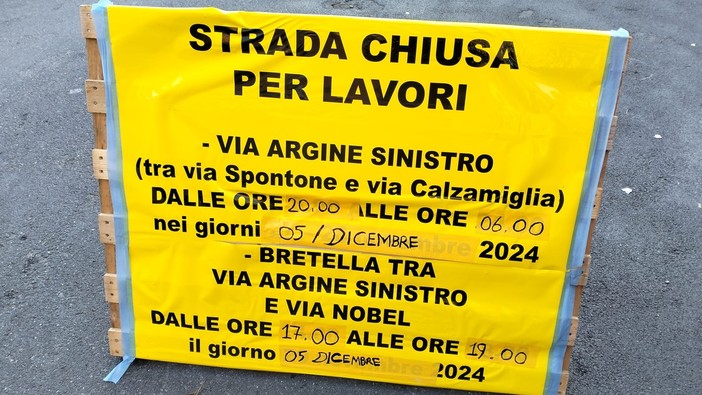 STRADA CHIUSA
PER LAVORI
- VIA ARGINE SINISTRO
(tra via Spontone e via Calzamiglia)
DALLE ORE 20.00 ALLE ORE 06.00
nei giorni 05/DICEMBRE 2024
- BRETELLA TRA
VIA ARGINE SINISTRO
E VIA NOBEL
DALLE ORE 17.00 ALLE ORE 19.00
il giorno 05 DICEMBRE 2024